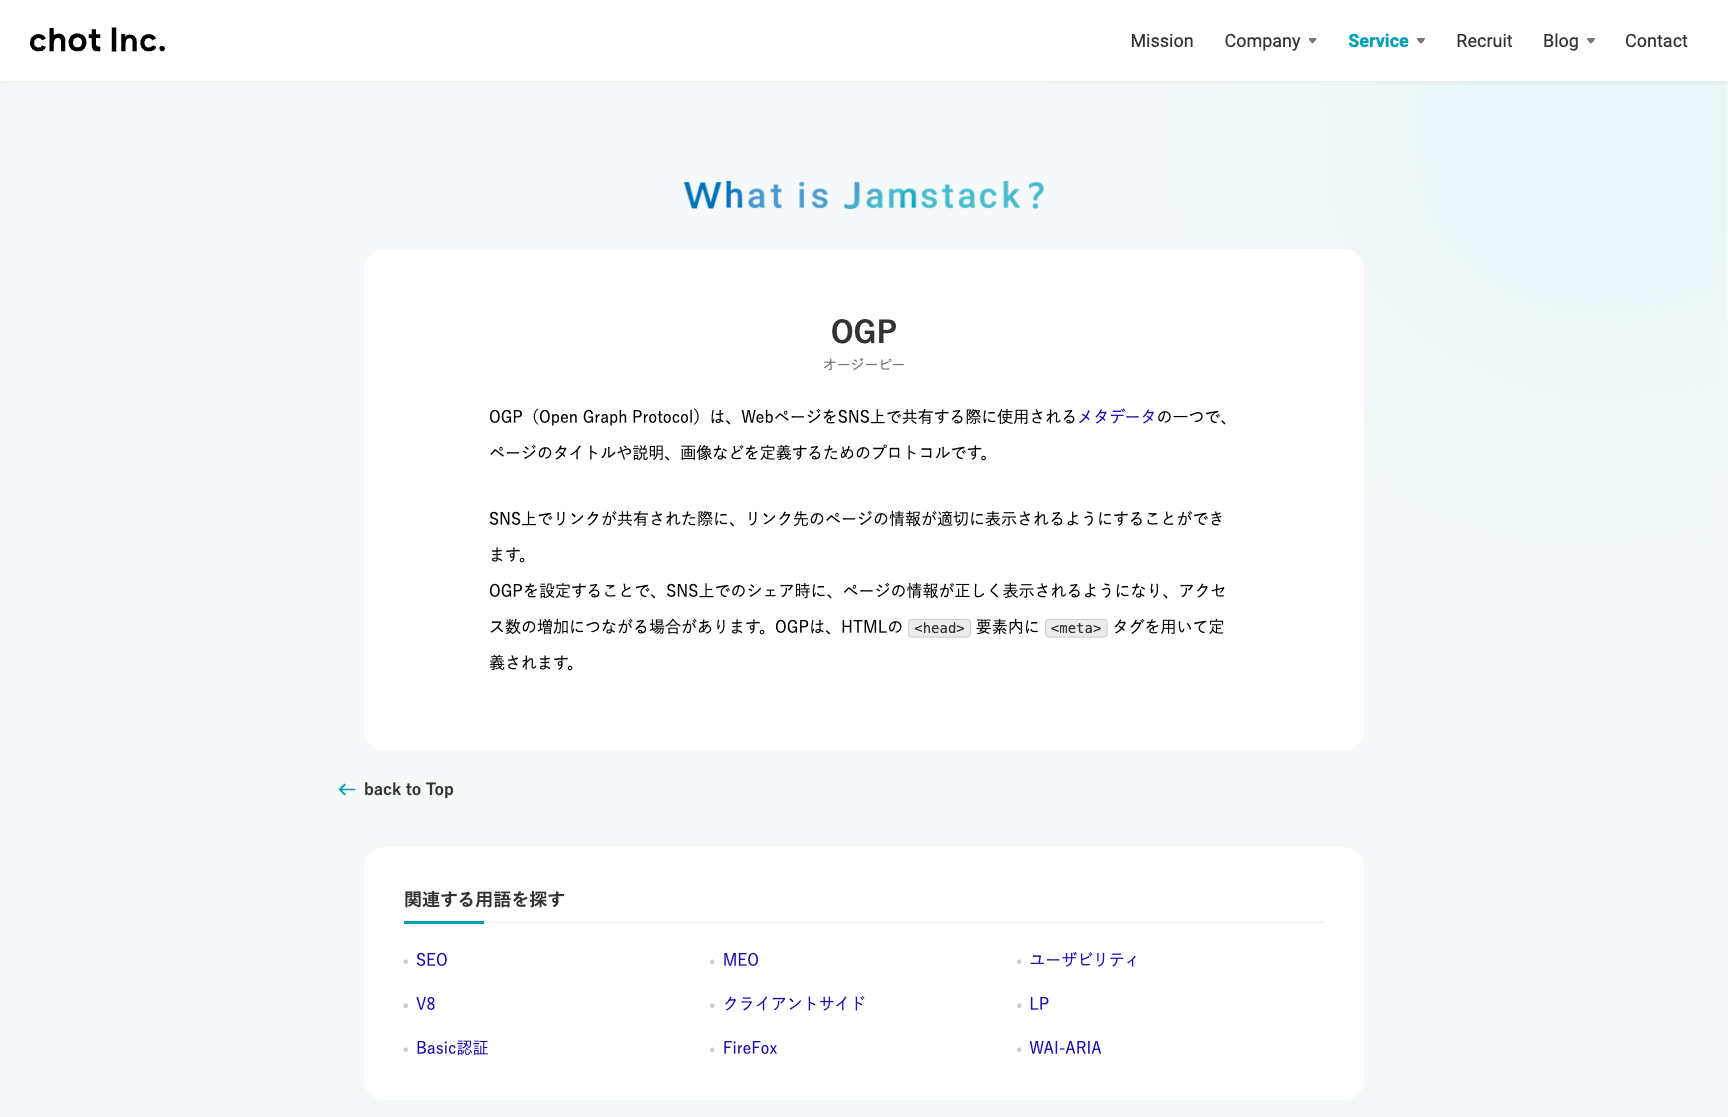 chot Inc.
Mission Company Service Recruit Blog Contact
What is Jamstack?
OGP
オージーピー
OGP（Open Graph Protocol）は、WebページをSNS上で共有する際に使用されるメタデータの一つで、
ページのタイトルや説明、画像などを定義するためのプロトコルです。
SNS上でリンクが共有された際に、リンク先のページの情報が適切に表示されるようにすることができ
ます。
OGPを設定することで、SNS上でのシェア時に、ページの情報が正しく表示されるようになり、アクセ
ス数の増加につながる場合があります。OGPは、HTMLの <head> 要素内に <meta> タグを用いて定
義されます。
← back to Top
関連する用語を探す
SEO MEO ユーザビリティ
V8 クライアントサイド LP
Basic認証 FireFox WAI-ARIA